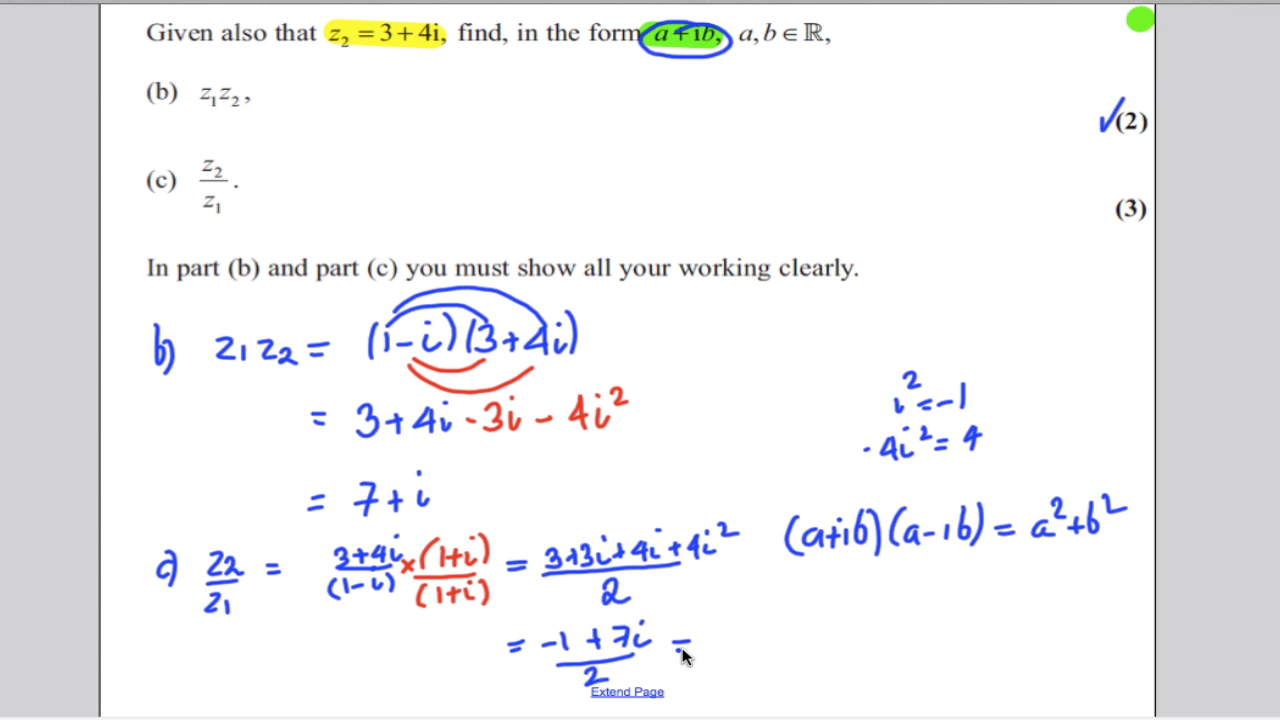 Given also that z₂ = 3 + 4i, find, in the form a + ib, a, b ∈ ℝ,
(b) z₁z₂,
(2)
(c) z₂/z₁.
(3)
In part (b) and part (c) you must show all your working clearly.
b) z₁z₂ = (1-i)(3+4i)
= 3+4i-3i-4i²
i² = -1
-4i² = 4
= 7+i
(a+ib)(a-ib) = a²+b²
c) z₂/z₁ = (3+4i)/(1-i) × (1+i)/(1+i) = (3+3i+4i+4i²)/2
= (-1+7i)/2 =
Extend Page